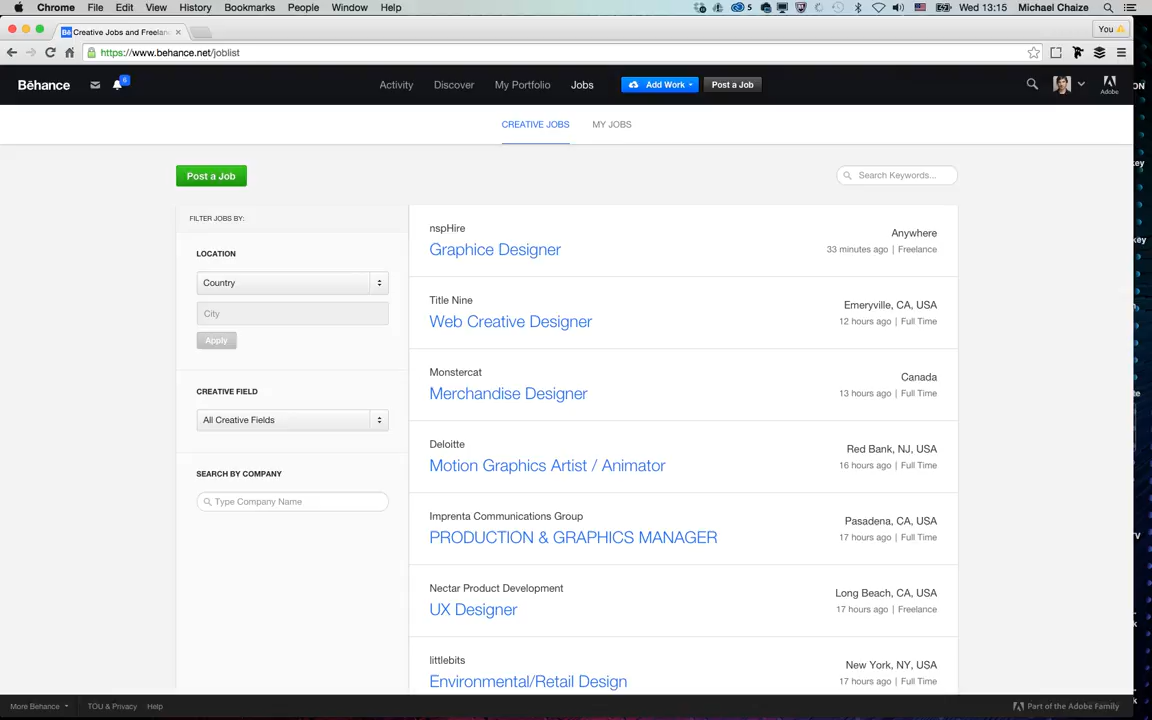 Chrome File Edit View History Bookmarks People Window Help 5 Wed 13:15 Michael Chaize
Bē Creative Jobs and Freelan × You
https://www.behance.net/joblist
Bēhance 6 Activity Discover My Portfolio Jobs Add Work Post a Job Adobe
CREATIVE JOBS MY JOBS
Post a Job Search Keywords...
FILTER JOBS BY:
LOCATION
Country
City
Apply
CREATIVE FIELD
All Creative Fields
SEARCH BY COMPANY
Type Company Name
nspHire
Graphice Designer
Anywhere
33 minutes ago | Freelance
Title Nine
Web Creative Designer
Emeryville, CA, USA
12 hours ago | Full Time
Monstercat
Merchandise Designer
Canada
13 hours ago | Full Time
Deloitte
Motion Graphics Artist / Animator
Red Bank, NJ, USA
16 hours ago | Full Time
Imprenta Communications Group
PRODUCTION & GRAPHICS MANAGER
Pasadena, CA, USA
17 hours ago | Full Time
Nectar Product Development
UX Designer
Long Beach, CA, USA
17 hours ago | Freelance
littlebits
Environmental/Retail Design
New York, NY, USA
17 hours ago | Full Time
More Behance TOU & Privacy Help Part of the Adobe Family